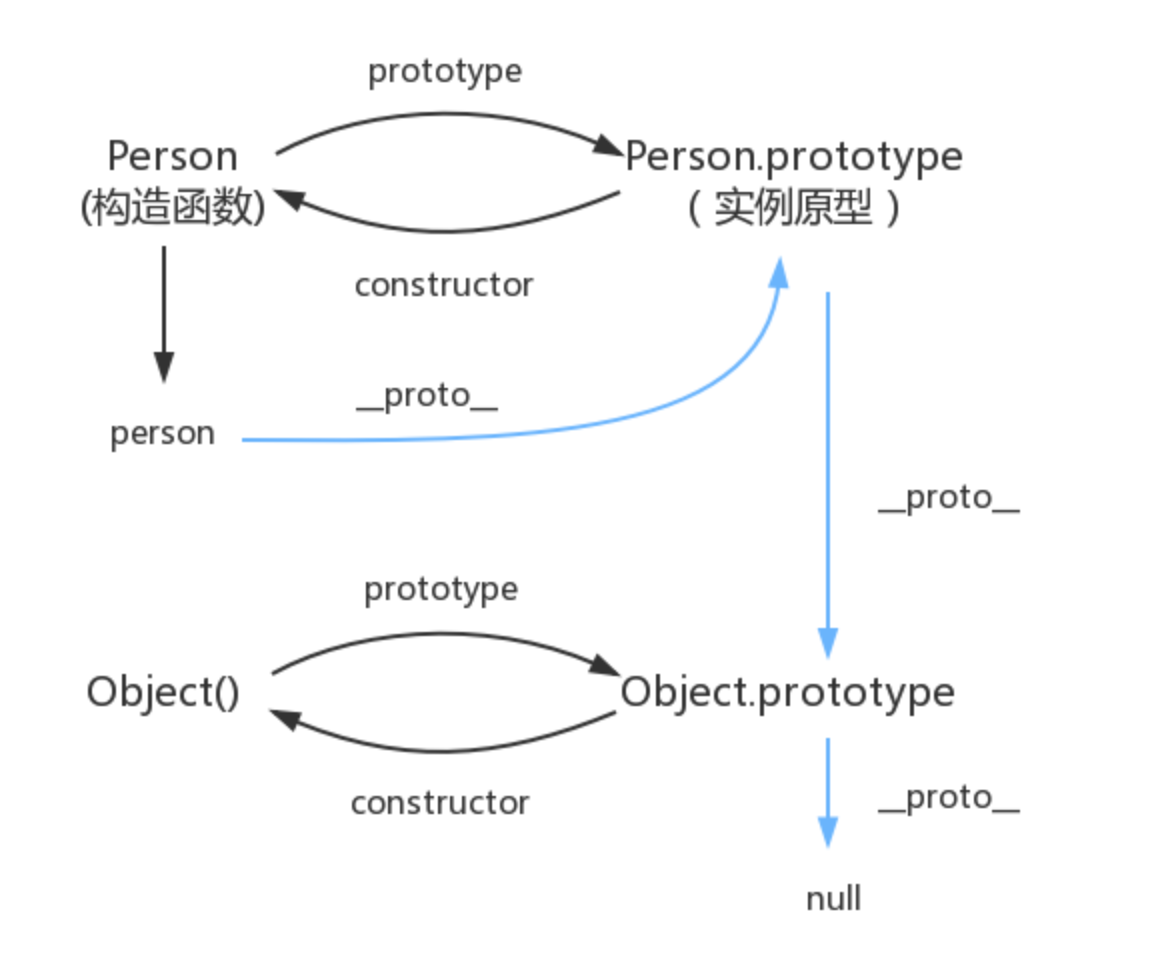 prototype
Person
Person.prototype
(构造函数)
（实例原型）
constructor
__proto__
person
__proto__
prototype
Object()
Object.prototype
constructor
__proto__
null